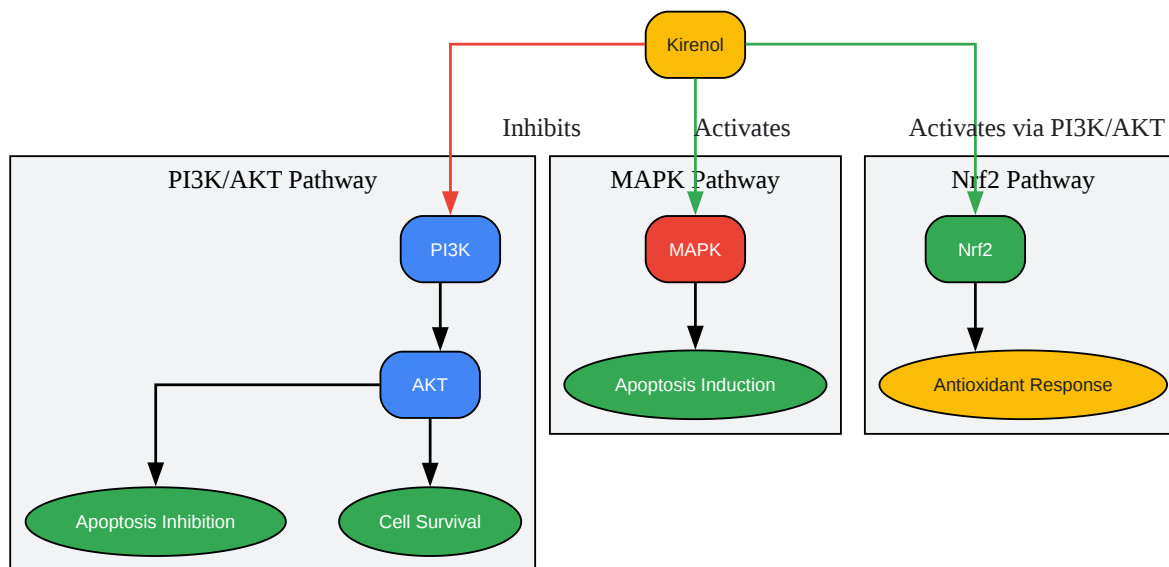 Kirenol
Inhibits
Activates
Activates via PI3K/AKT
PI3K/AKT Pathway
MAPK Pathway
Nrf2 Pathway
PI3K
MAPK
Nrf2
AKT
Apoptosis Induction
Antioxidant Response
Apoptosis Inhibition
Cell Survival